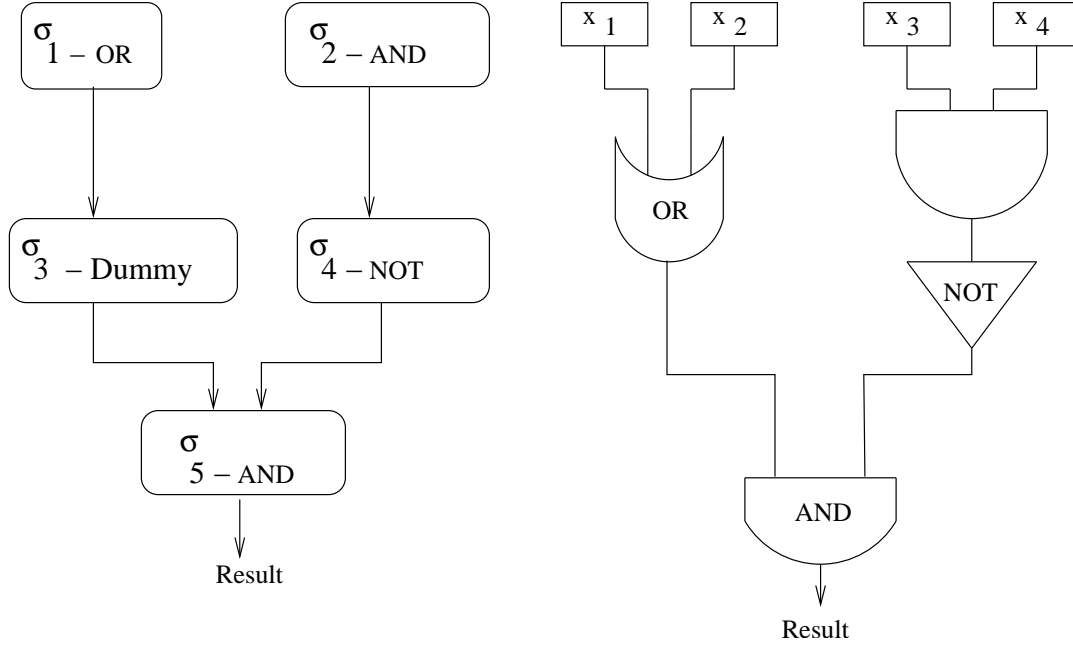 σ 1 – OR
σ 2 – AND
σ 3 – Dummy
σ 4 – NOT
σ 5 – AND
Result
x 1
x 2
x 3
x 4
OR
NOT
AND
Result